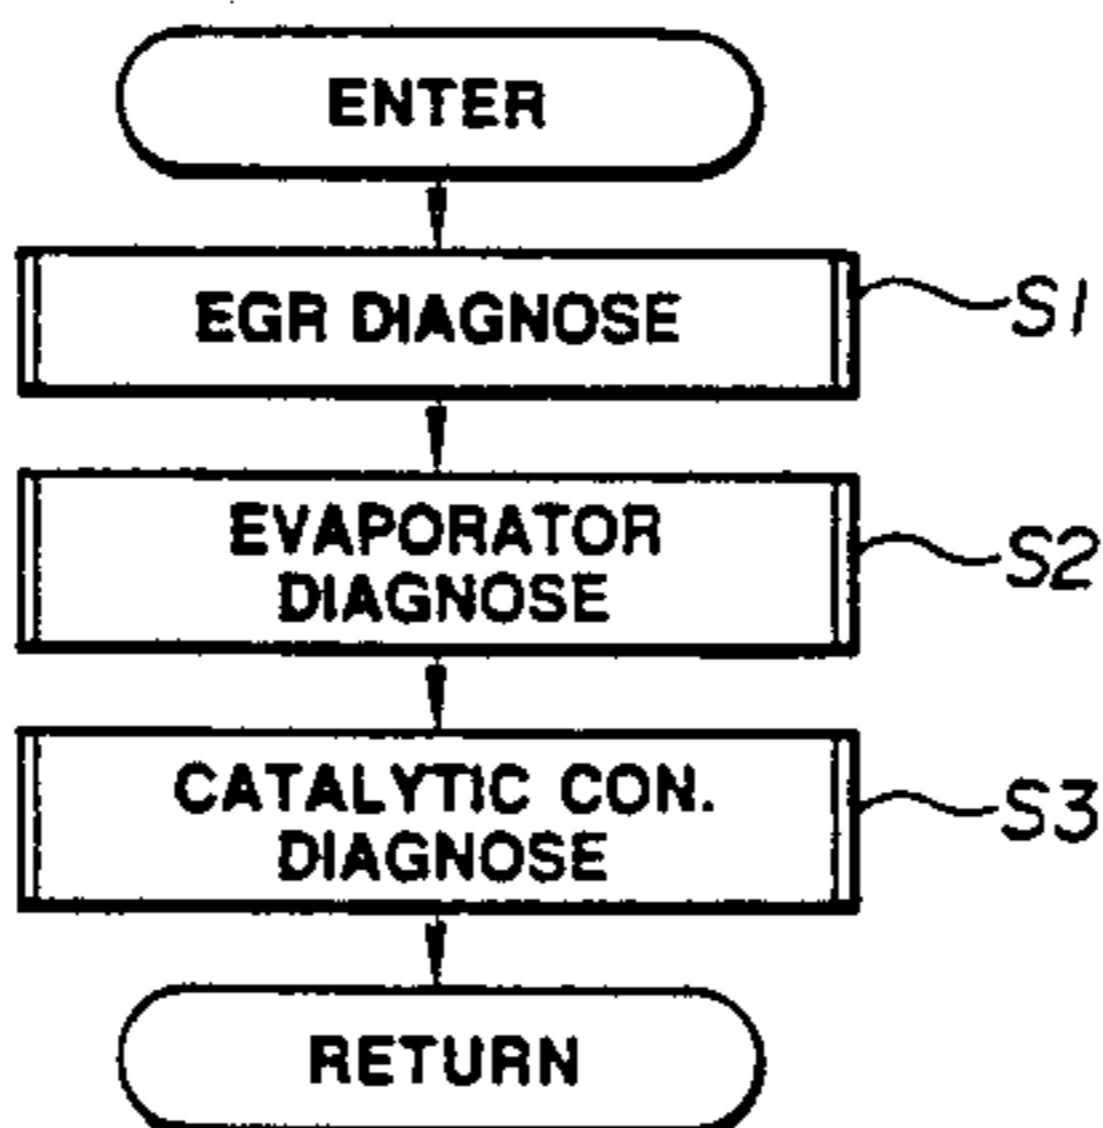 ENTER
EGR DIAGNOSE
S1
EVAPORATOR
DIAGNOSE
S2
CATALYTIC CON.
DIAGNOSE
S3
RETURN